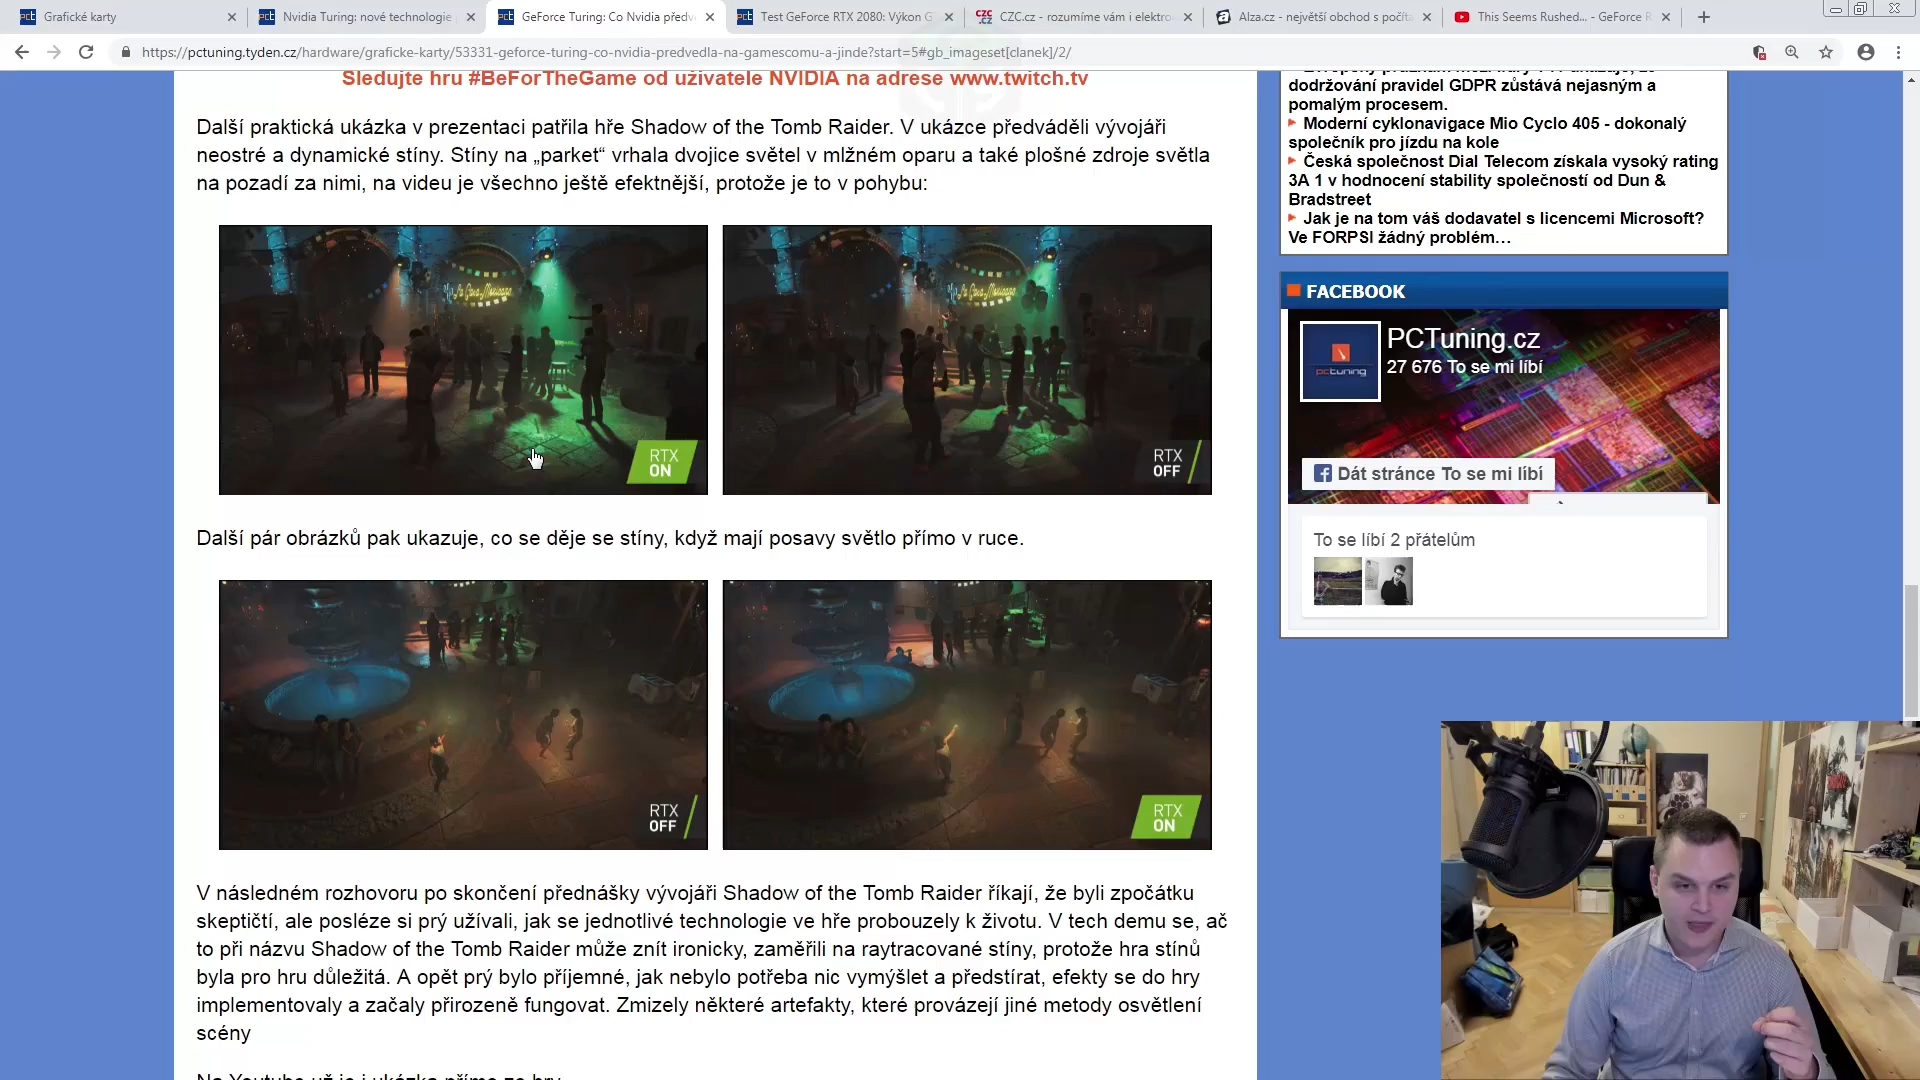 Grafické karty
Nvidia Turing: nové technologie
GeForce Turing: Co Nvidia předv
Test GeForce RTX 2080: Výkon G
CZC.cz - rozumíme vám i elektro
Alza.cz - největší obchod s počít
This Seems Rushed... - GeForce R
https://pctuning.tyden.cz/hardware/graficke-karty/53331-geforce-turing-co-nvidia-predvedla-na-gamescomu-a-jinde?start=5#gb_imageset[clanek]/2/
Sledujte hru #BeForTheGame od uživatele NVIDIA na adrese www.twitch.tv
Další praktická ukázka v prezentaci patřila hře Shadow of the Tomb Raider. V ukázce předváděli vývojáři
neostré a dynamické stíny. Stíny na „parket“ vrhala dvojice světel v mlžném oparu a také plošné zdroje světla
na pozadí za nimi, na videu je všechno ještě efektnější, protože je to v pohybu:
RTX
ON
RTX
OFF
Další pár obrázků pak ukazuje, co se děje se stíny, když mají posavy světlo přímo v ruce.
RTX
OFF
RTX
ON
V následném rozhovoru po skončení přednášky vývojáři Shadow of the Tomb Raider říkají, že byli zpočátku
skeptičtí, ale posléze si prý užívali, jak se jednotlivé technologie ve hře probouzely k životu. V tech demu se, ač
to při názvu Shadow of the Tomb Raider může znít ironicky, zaměřili na raytracované stíny, protože hra stínů
byla pro hru důležitá. A opět prý bylo příjemné, jak nebylo potřeba nic vymýšlet a předstírat, efekty se do hry
implementovaly a začaly přirozeně fungovat. Zmizely některé artefakty, které provázejí jiné metody osvětlení
scény
Na Youtube už je i ukázka přímo ze hry
dodržování pravidel GDPR zůstává nejasným a
pomalým procesem.
Moderní cyklonavigace Mio Cyclo 405 - dokonalý
společník pro jízdu na kole
Česká společnost Dial Telecom získala vysoký rating
3A 1 v hodnocení stability společností od Dun &
Bradstreet
Jak je na tom váš dodavatel s licencemi Microsoft?
Ve FORPSI žádný problém…
FACEBOOK
pctuning
PCTuning.cz
27 676 To se mi líbí
Dát stránce To se mi líbí
To se líbí 2 přátelům